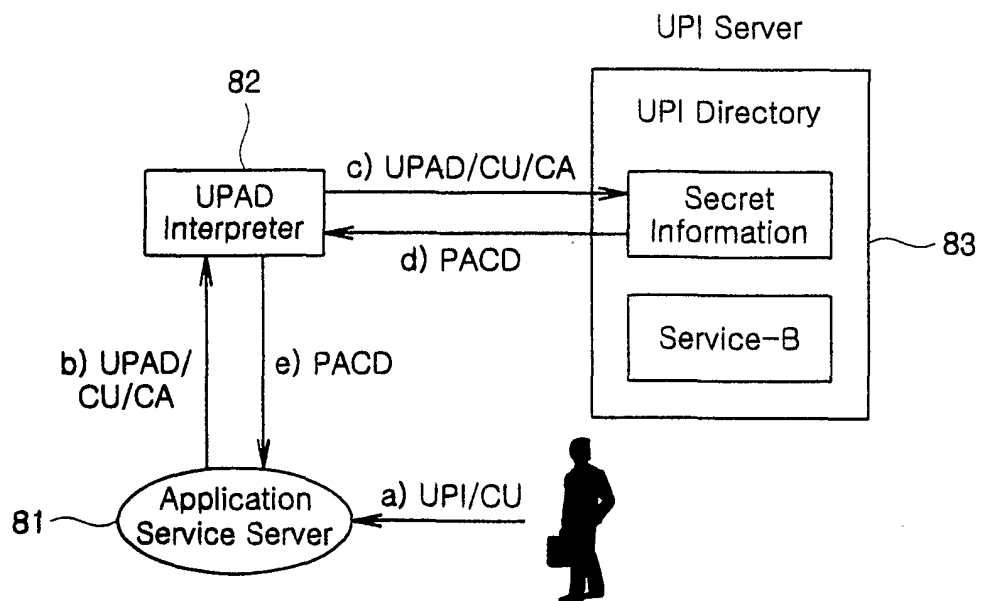 UPI Server
82
UPI Directory
c) UPAD/CU/CA
UPAD
Interpreter
Secret
Information
d) PACD
83
b) UPAD/
CU/CA
e) PACD
Service-B
Application
Service Server
a) UPI/CU
81